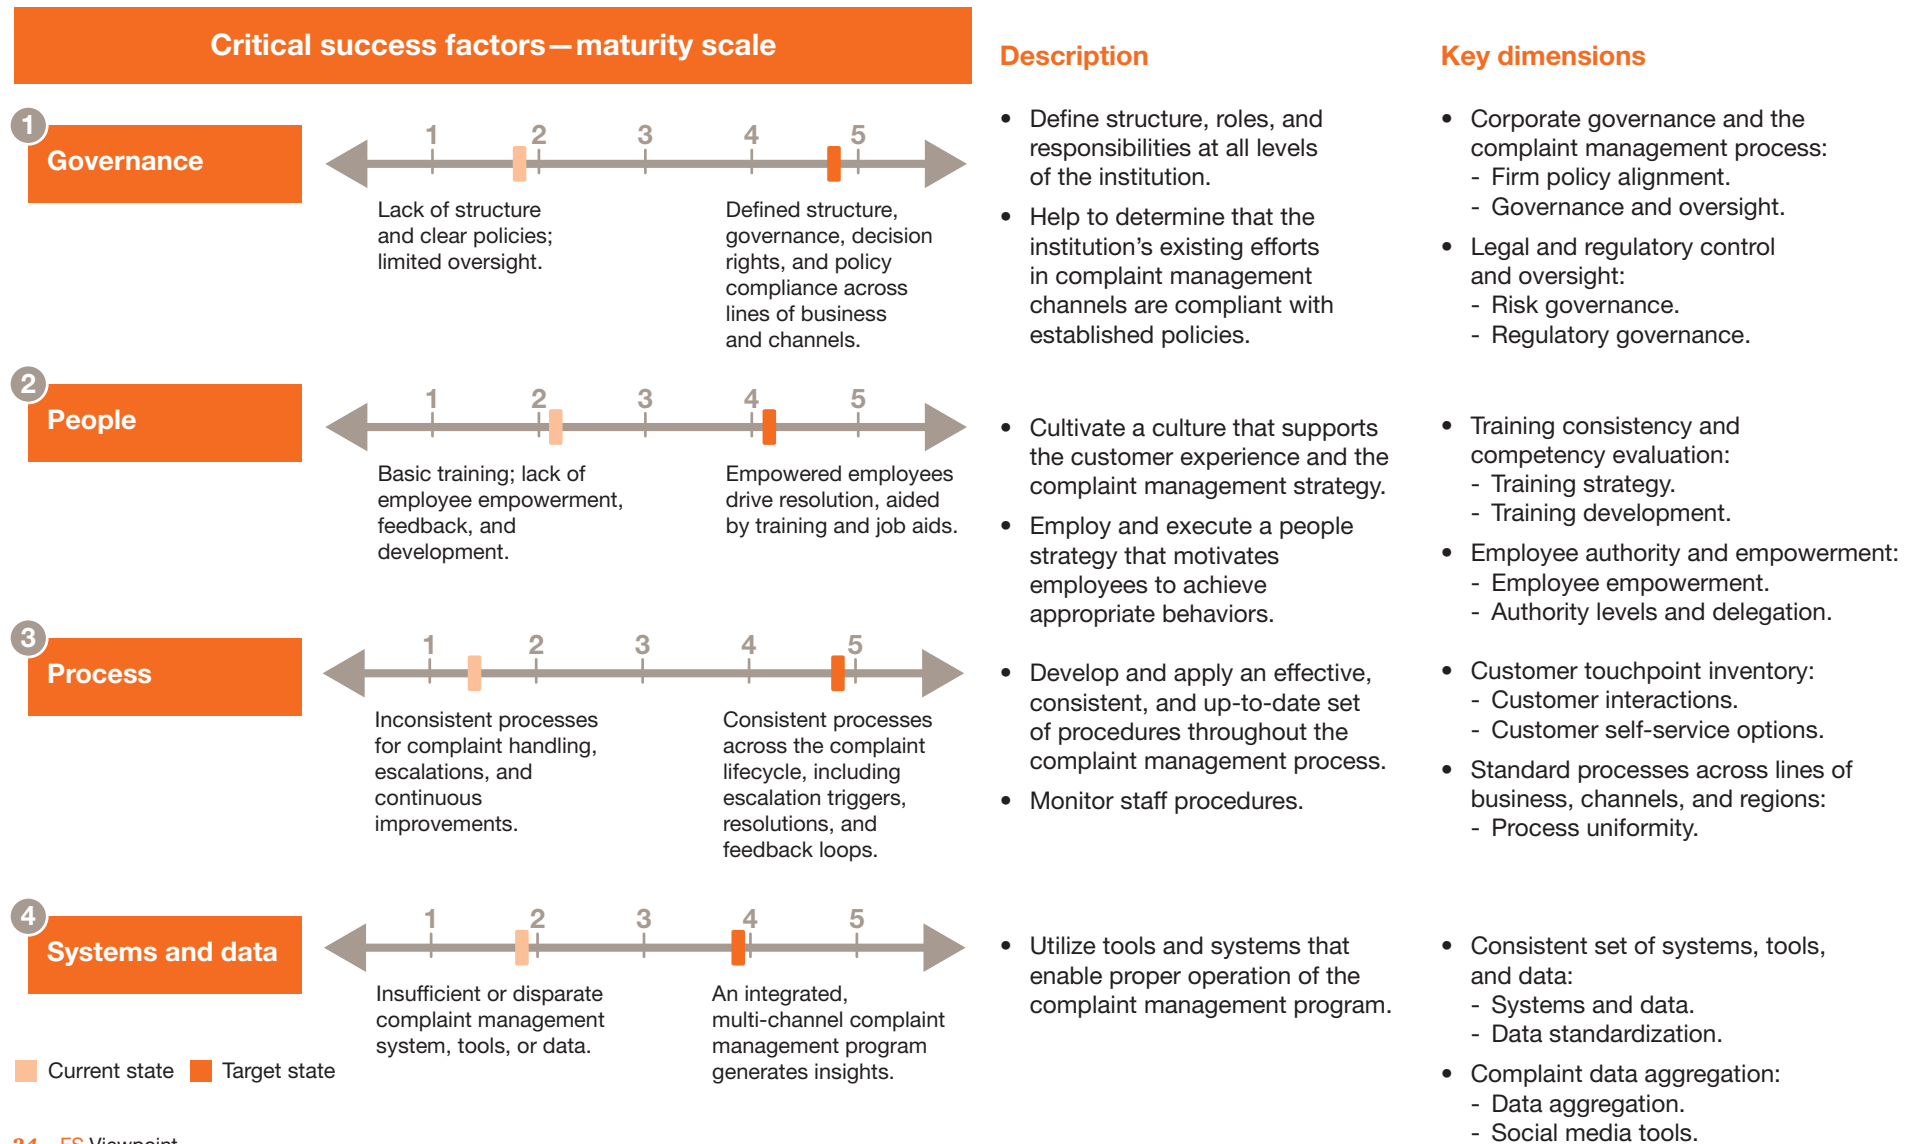 Critical success factors—maturity scale
Description
Key dimensions
1
Governance
1 2 3 4 5
Lack of structure
and clear policies;
limited oversight.
Defined structure,
governance, decision
rights, and policy
compliance across
lines of business
and channels.
• Define structure, roles, and
responsibilities at all levels
of the institution.
• Help to determine that the
institution’s existing efforts
in complaint management
channels are compliant with
established policies.
• Corporate governance and the
complaint management process:
- Firm policy alignment.
- Governance and oversight.
• Legal and regulatory control
and oversight:
- Risk governance.
- Regulatory governance.
2
People
1 2 3 4 5
Basic training; lack of
employee empowerment,
feedback, and
development.
Empowered employees
drive resolution, aided
by training and job aids.
• Cultivate a culture that supports
the customer experience and the
complaint management strategy.
• Employ and execute a people
strategy that motivates
employees to achieve
appropriate behaviors.
• Training consistency and
competency evaluation:
- Training strategy.
- Training development.
• Employee authority and empowerment:
- Employee empowerment.
- Authority levels and delegation.
3
Process
1 2 3 4 5
Inconsistent processes
for complaint handling,
escalations, and
continuous
improvements.
Consistent processes
across the complaint
lifecycle, including
escalation triggers,
resolutions, and
feedback loops.
• Develop and apply an effective,
consistent, and up-to-date set
of procedures throughout the
complaint management process.
• Monitor staff procedures.
• Customer touchpoint inventory:
- Customer interactions.
- Customer self-service options.
• Standard processes across lines of
business, channels, and regions:
- Process uniformity.
4
Systems and data
1 2 3 4 5
Insufficient or disparate
complaint management
system, tools, or data.
An integrated,
multi-channel complaint
management program
generates insights.
• Utilize tools and systems that
enable proper operation of the
complaint management program.
• Consistent set of systems, tools,
and data:
- Systems and data.
- Data standardization.
• Complaint data aggregation:
- Data aggregation.
- Social media tools.
Current state Target state
FS Viewpoint